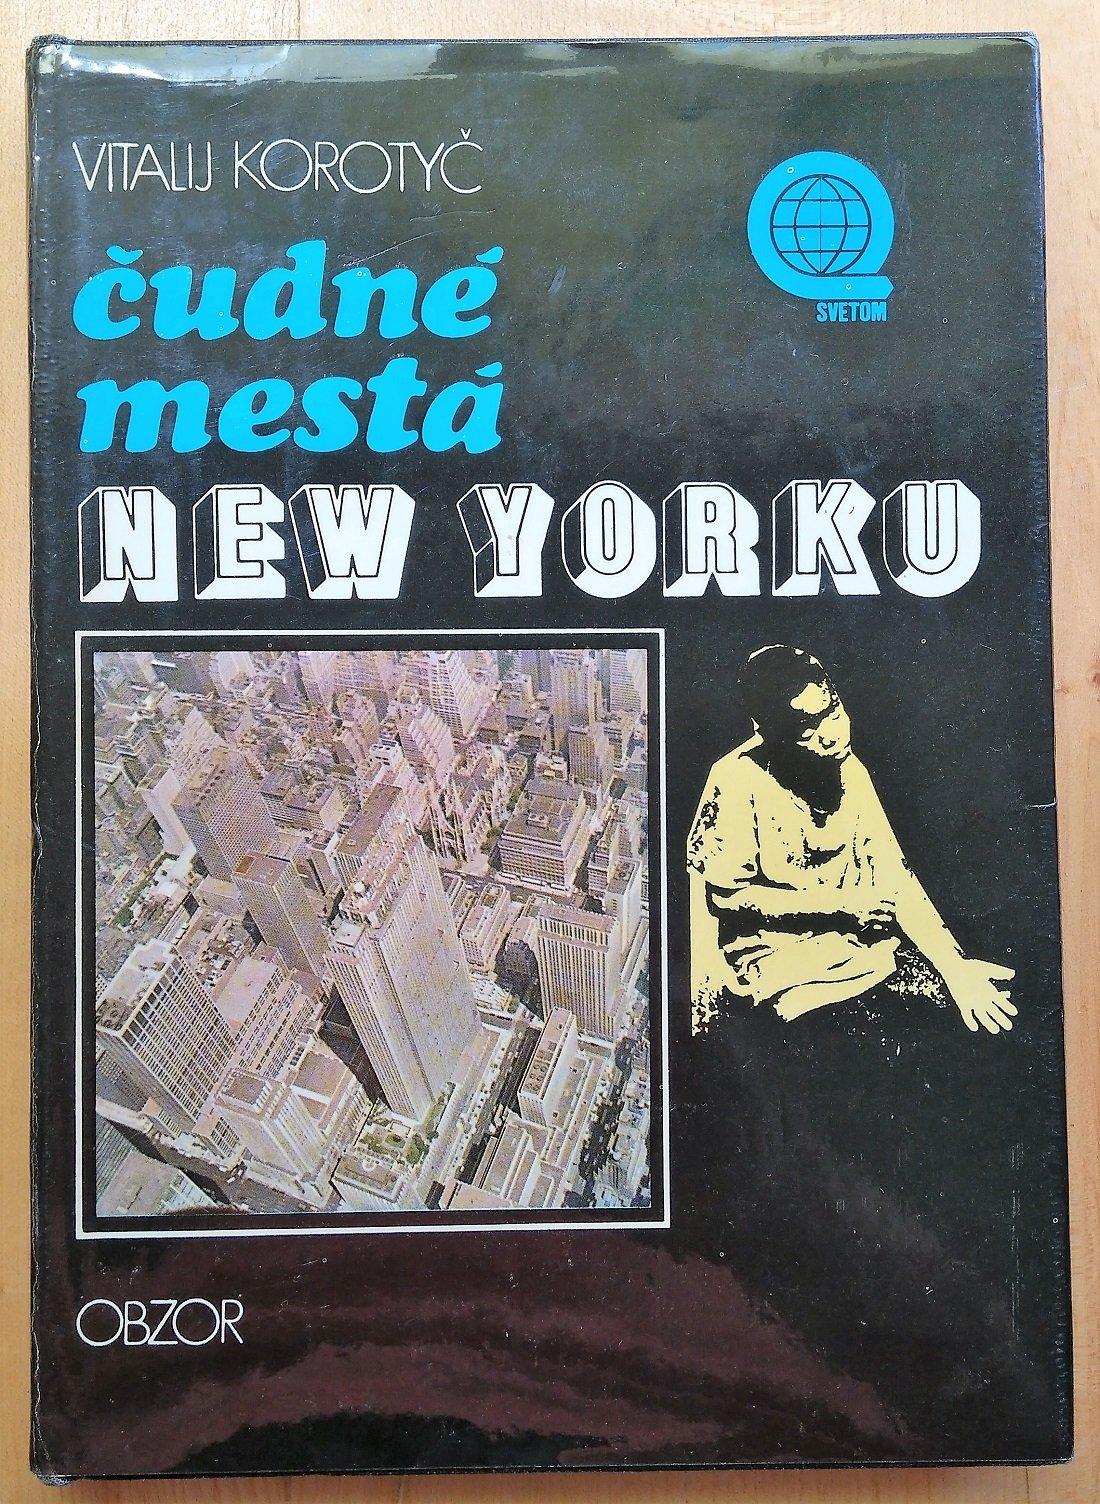 VITALIJ KOROTYČ
SVETOM
čudné
mestá
NEW YORKU
OBZOR